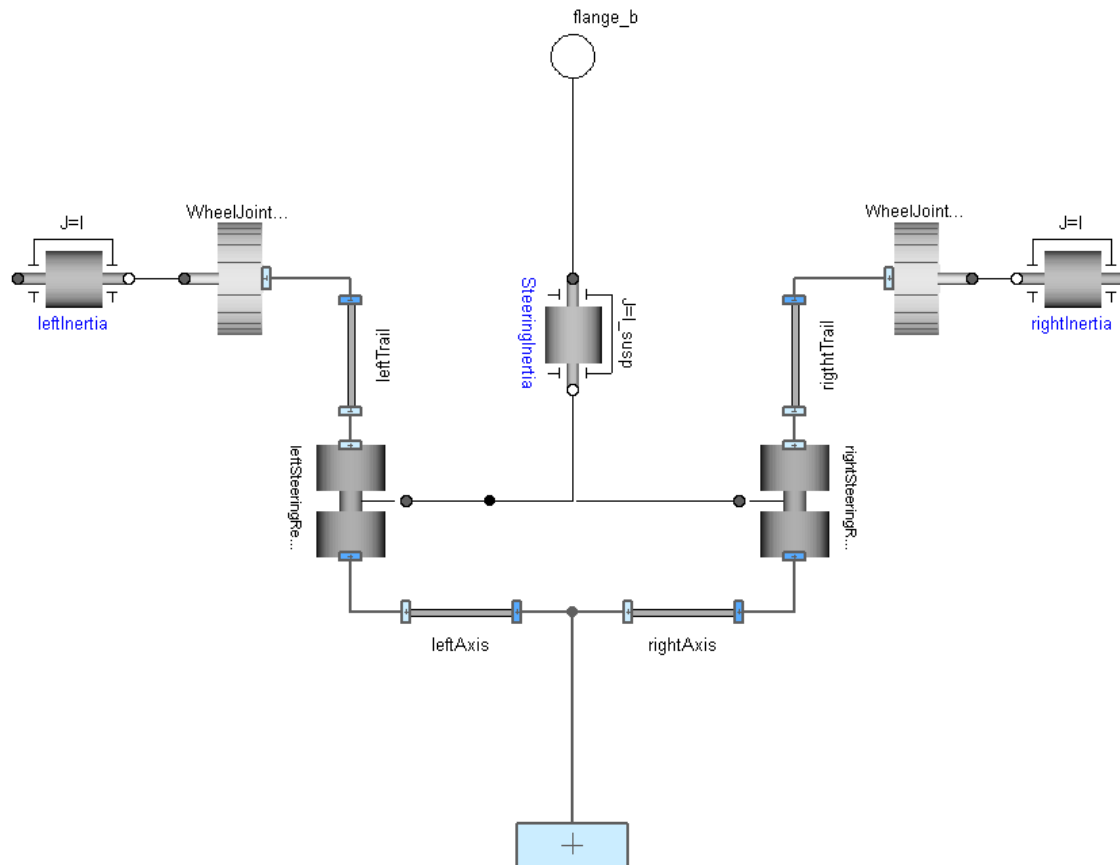 flange_b
WheelJoint...
WheelJoint...
J=I
J=I
leftInertia
SteeringInertia
J=I_susp
rightInertia
leftTrail
rigthtTrail
leftSteeringRe...
rightSteeringR...
leftAxis
rightAxis